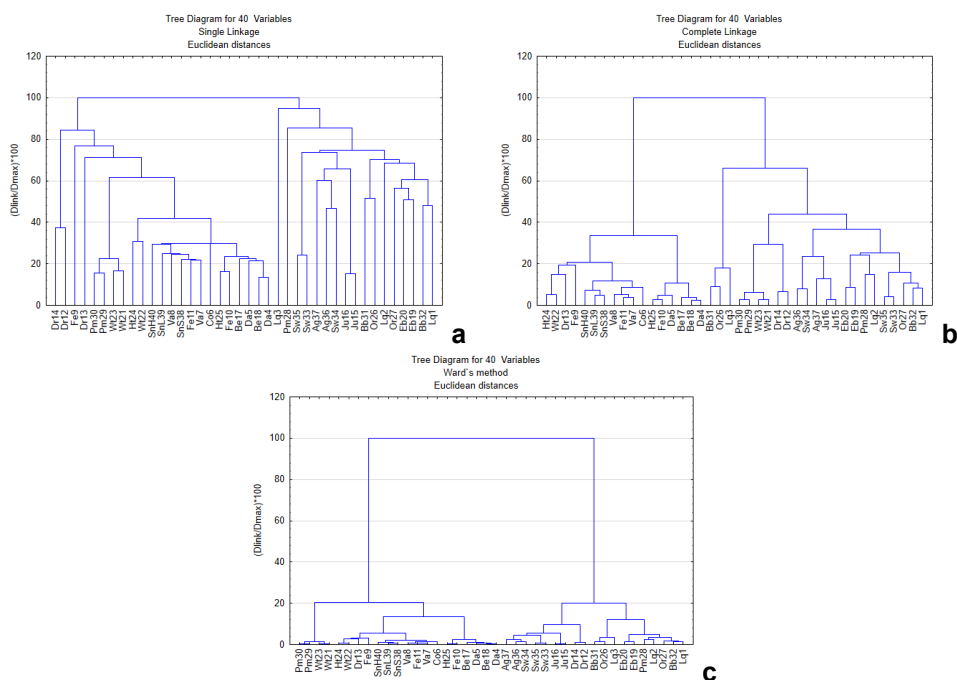 Tree Diagram for 40 Variables
Single Linkage
Euclidean distances
120
100
80
60
40
20
0
(Dlink/Dmax)*100
Dr14 Dr12 Fe9 Dr13 Pm30 Pm29 Wt23 Wt21 Ht24 Wt22 SnH40 SnL39 Va8 SnS38 Fe11 Va7 Co6 Ht25 Fe10 Be17 Da5 Be18 Da4 Lq3 Pm28 Sw35 Sw33 Ag37 Ag36 Sw34 Ju16 Ju15 Bb31 Or26 Lq2 Or27 Eb20 Eb19 Bb32 Lq1
a
Tree Diagram for 40 Variables
Complete Linkage
Euclidean distances
120
100
80
60
40
20
0
(Dlink/Dmax)*100
Ht24 Wt22 Dr13 Fe9 SnH40 SnL39 SnS38 Va8 Fe11 Va7 Co6 Ht25 Fe10 Da5 Be17 Be18 Da4 Bb31 Or26 Lq3 Pm30 Pm29 Wt23 Wt21 Dr14 Dr12 Ag36 Sw34 Ag37 Ju16 Ju15 Eb20 Eb19 Pm28 Lq2 Sw35 Sw33 Or27 Bb32 Lq1
b
Tree Diagram for 40 Variables
Ward`s method
Euclidean distances
120
100
80
60
40
20
0
(Dlink/Dmax)*100
Pm30 Pm29 Wt23 Wt21 Ht24 Wt22 Dr13 Fe9 SnH40 SnL39 SnS38 Va8 Fe11 Va7 Co6 Ht25 Fe10 Be17 Da5 Be18 Da4 Ag37 Ag36 Sw34 Sw35 Sw33 Ju16 Ju15 Dr14 Dr12 Bb31 Or26 Lq3 Eb20 Eb19 Pm28 Lq2 Or27 Bb32 Lq1
c